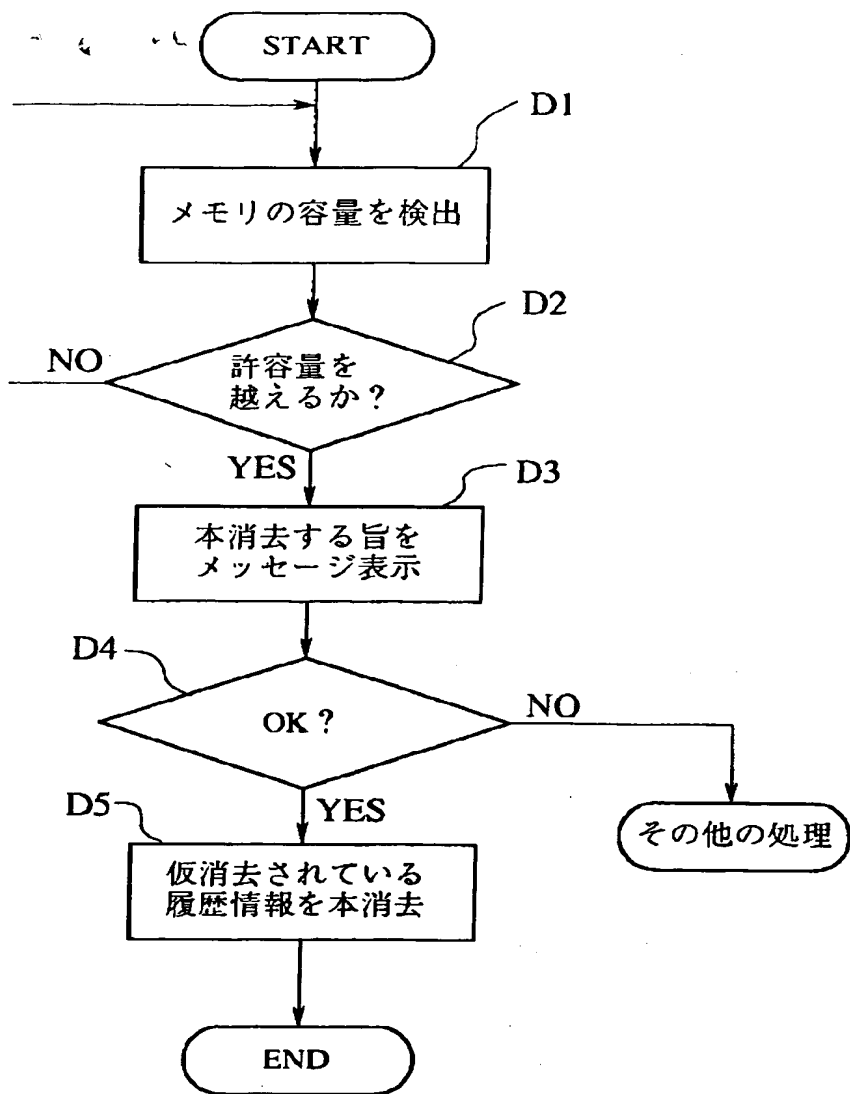 START
D1
メモリの容量を検出
D2
NO
許容量を
越えるか？
YES
D3
本消去する旨を
メッセージ表示
D4
OK？
NO
D5
YES
その他の処理
仮消去されている
履歴情報を本消去
END